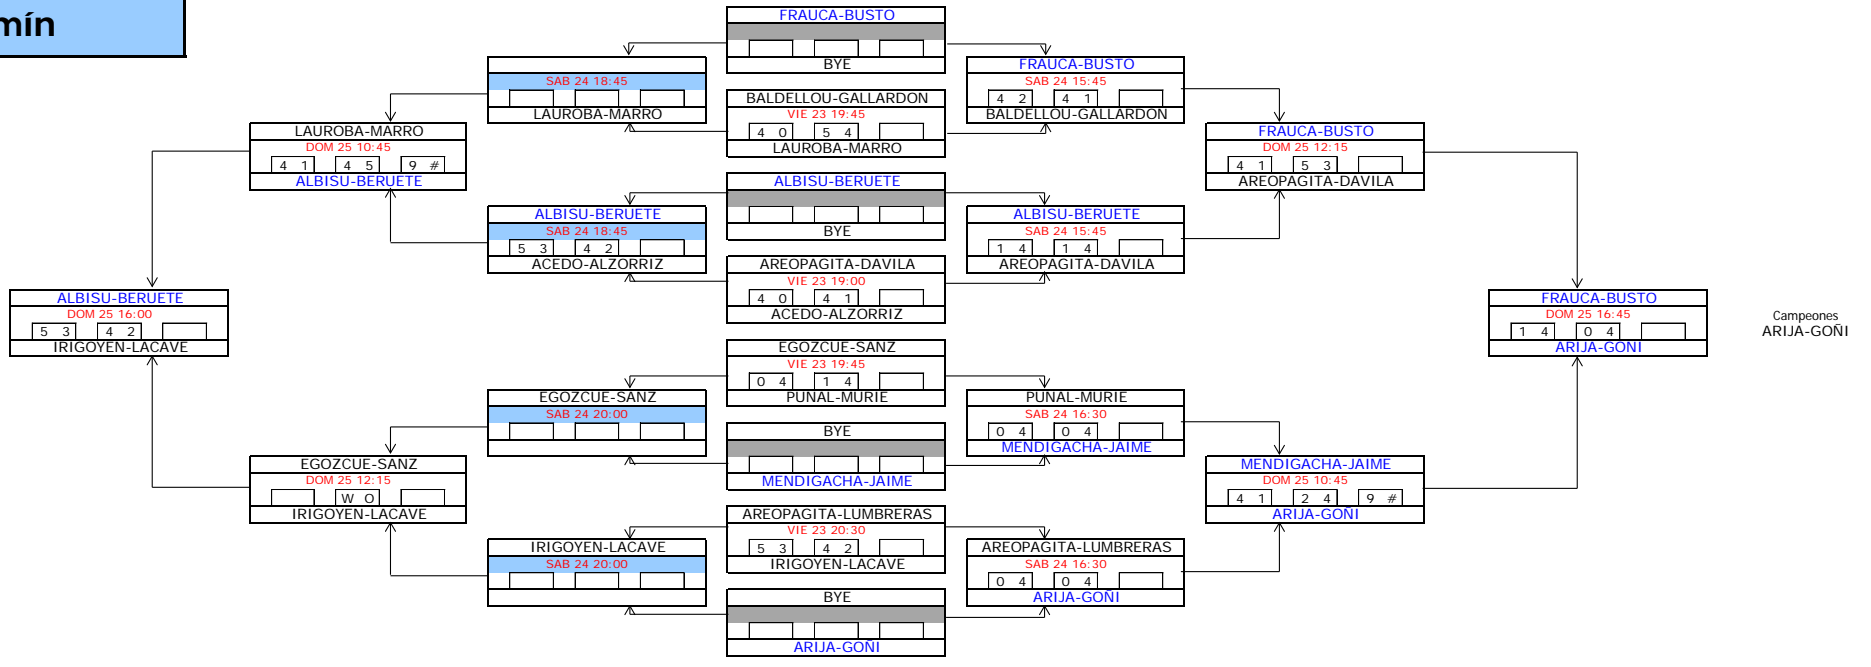 mín
FRAUCA-BUSTO
BYE
SAB 24 18:45
LAUROBA-MARRO
BALDELLOU-GALLARDON
VIE 23 19:45
4 0 5 4
LAUROBA-MARRO
FRAUCA-BUSTO
SAB 24 15:45
4 2 4 1
BALDELLOU-GALLARDON
LAUROBA-MARRO
DOM 25 10:45
4 1 4 5 9 #
ALBISU-BERUETE
FRAUCA-BUSTO
DOM 25 12:15
4 1 5 3
AREOPAGITA-DAVILA
ALBISU-BERUETE
BYE
ALBISU-BERUETE
SAB 24 18:45
5 3 4 2
ACEDO-ALZORRIZ
AREOPAGITA-DAVILA
VIE 23 19:00
4 0 4 1
ACEDO-ALZORRIZ
ALBISU-BERUETE
SAB 24 15:45
1 4 1 4
AREOPAGITA-DAVILA
ALBISU-BERUETE
DOM 25 16:00
5 3 4 2
IRIGOYEN-LACAVE
FRAUCA-BUSTO
DOM 25 16:45
1 4 0 4
ARIJA-GOÑI
Campeones
ARIJA-GOÑI
EGOZCUE-SANZ
VIE 23 19:45
0 4 1 4
PUÑAL-MURIE
EGOZCUE-SANZ
SAB 24 20:00
BYE
MENDIGACHA-JAIME
PUÑAL-MURIE
SAB 24 16:30
0 4 0 4
MENDIGACHA-JAIME
EGOZCUE-SANZ
DOM 25 12:15
W O
IRIGOYEN-LACAVE
MENDIGACHA-JAIME
DOM 25 10:45
4 1 2 4 9 #
ARIJA-GOÑI
AREOPAGITA-LUMBRERAS
VIE 23 20:30
5 3 4 2
IRIGOYEN-LACAVE
IRIGOYEN-LACAVE
SAB 24 20:00
BYE
ARIJA-GOÑI
AREOPAGITA-LUMBRERAS
SAB 24 16:30
0 4 0 4
ARIJA-GOÑI